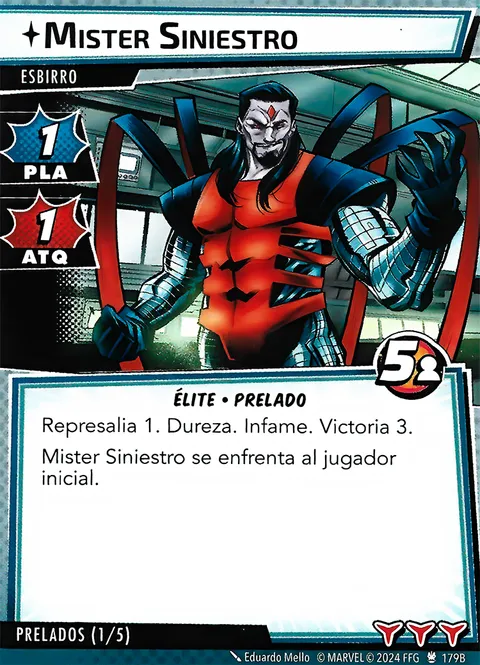 MISTER SINIESTRO
ESBIRRO
1
PLA
1
ATQ
5
ÉLITE • PRELADO
Represalia 1. Dureza. Infame. Victoria 3.
Mister Siniestro se enfrenta al jugador
inicial.
PRELADOS (1/5)
Eduardo Mello © MARVEL © 2024 FFG 179B